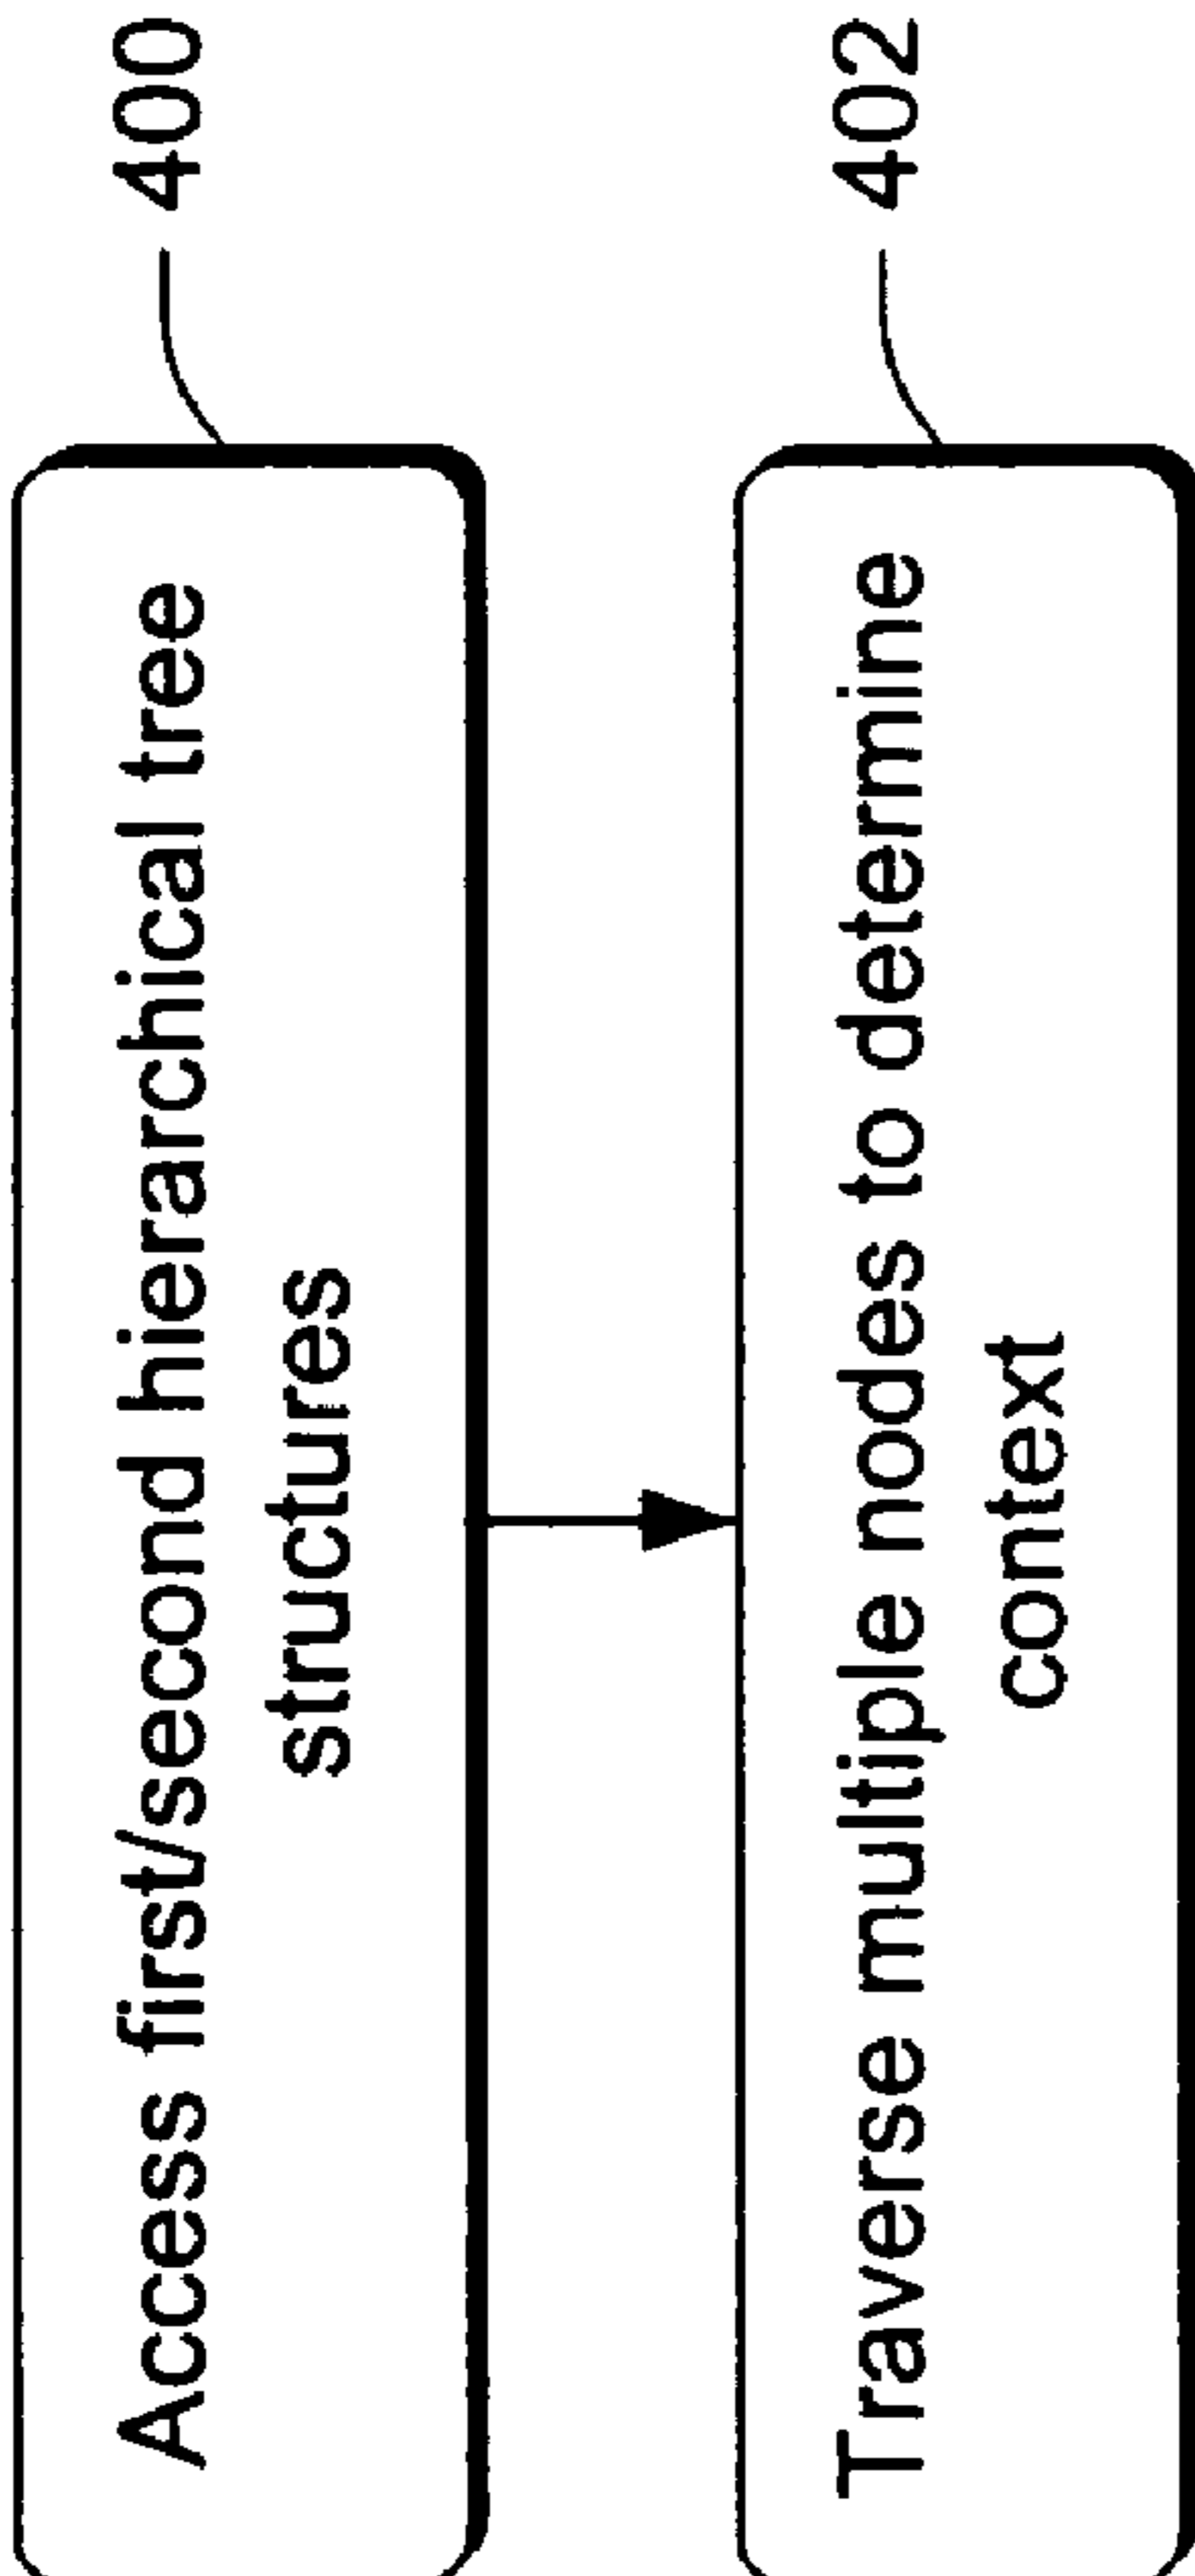 Access first/second hierarchical tree
structures
400
Traverse multiple nodes to determine
context
402